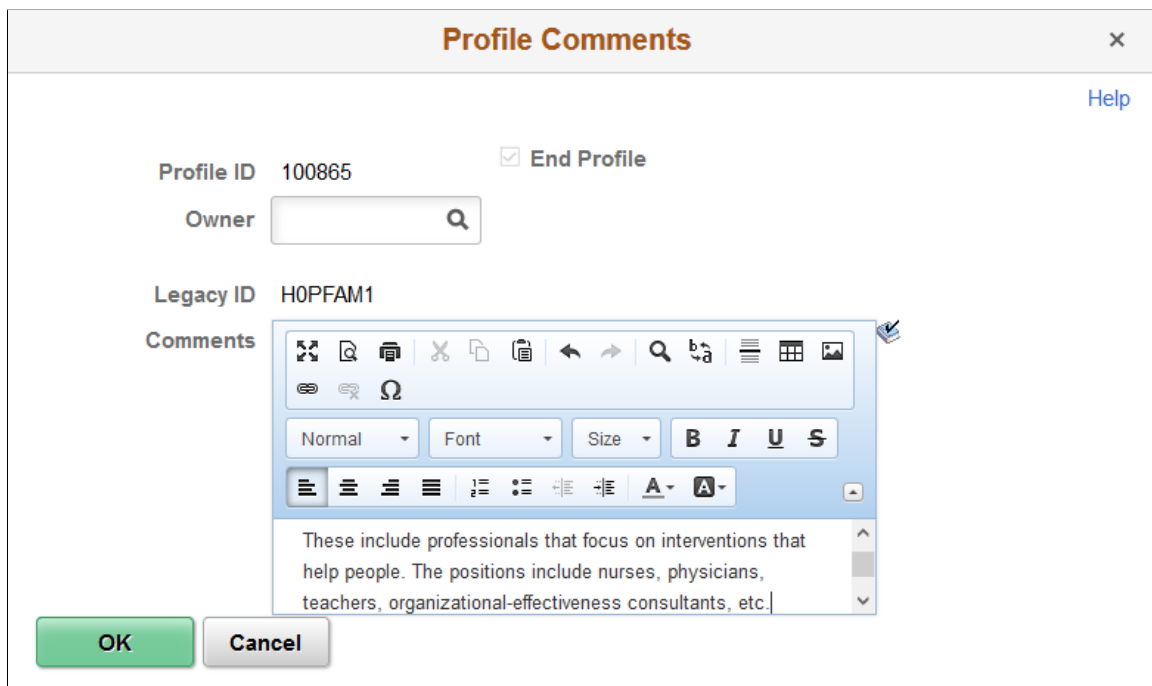 Profile Comments
×
Help
Profile ID 100865
End Profile
Owner
Legacy ID H0PFAM1
Comments
Ω
Normal Font Size B I U S
A A
These include professionals that focus on interventions that
help people. The positions include nurses, physicians,
teachers, organizational-effectiveness consultants, etc.
OK Cancel